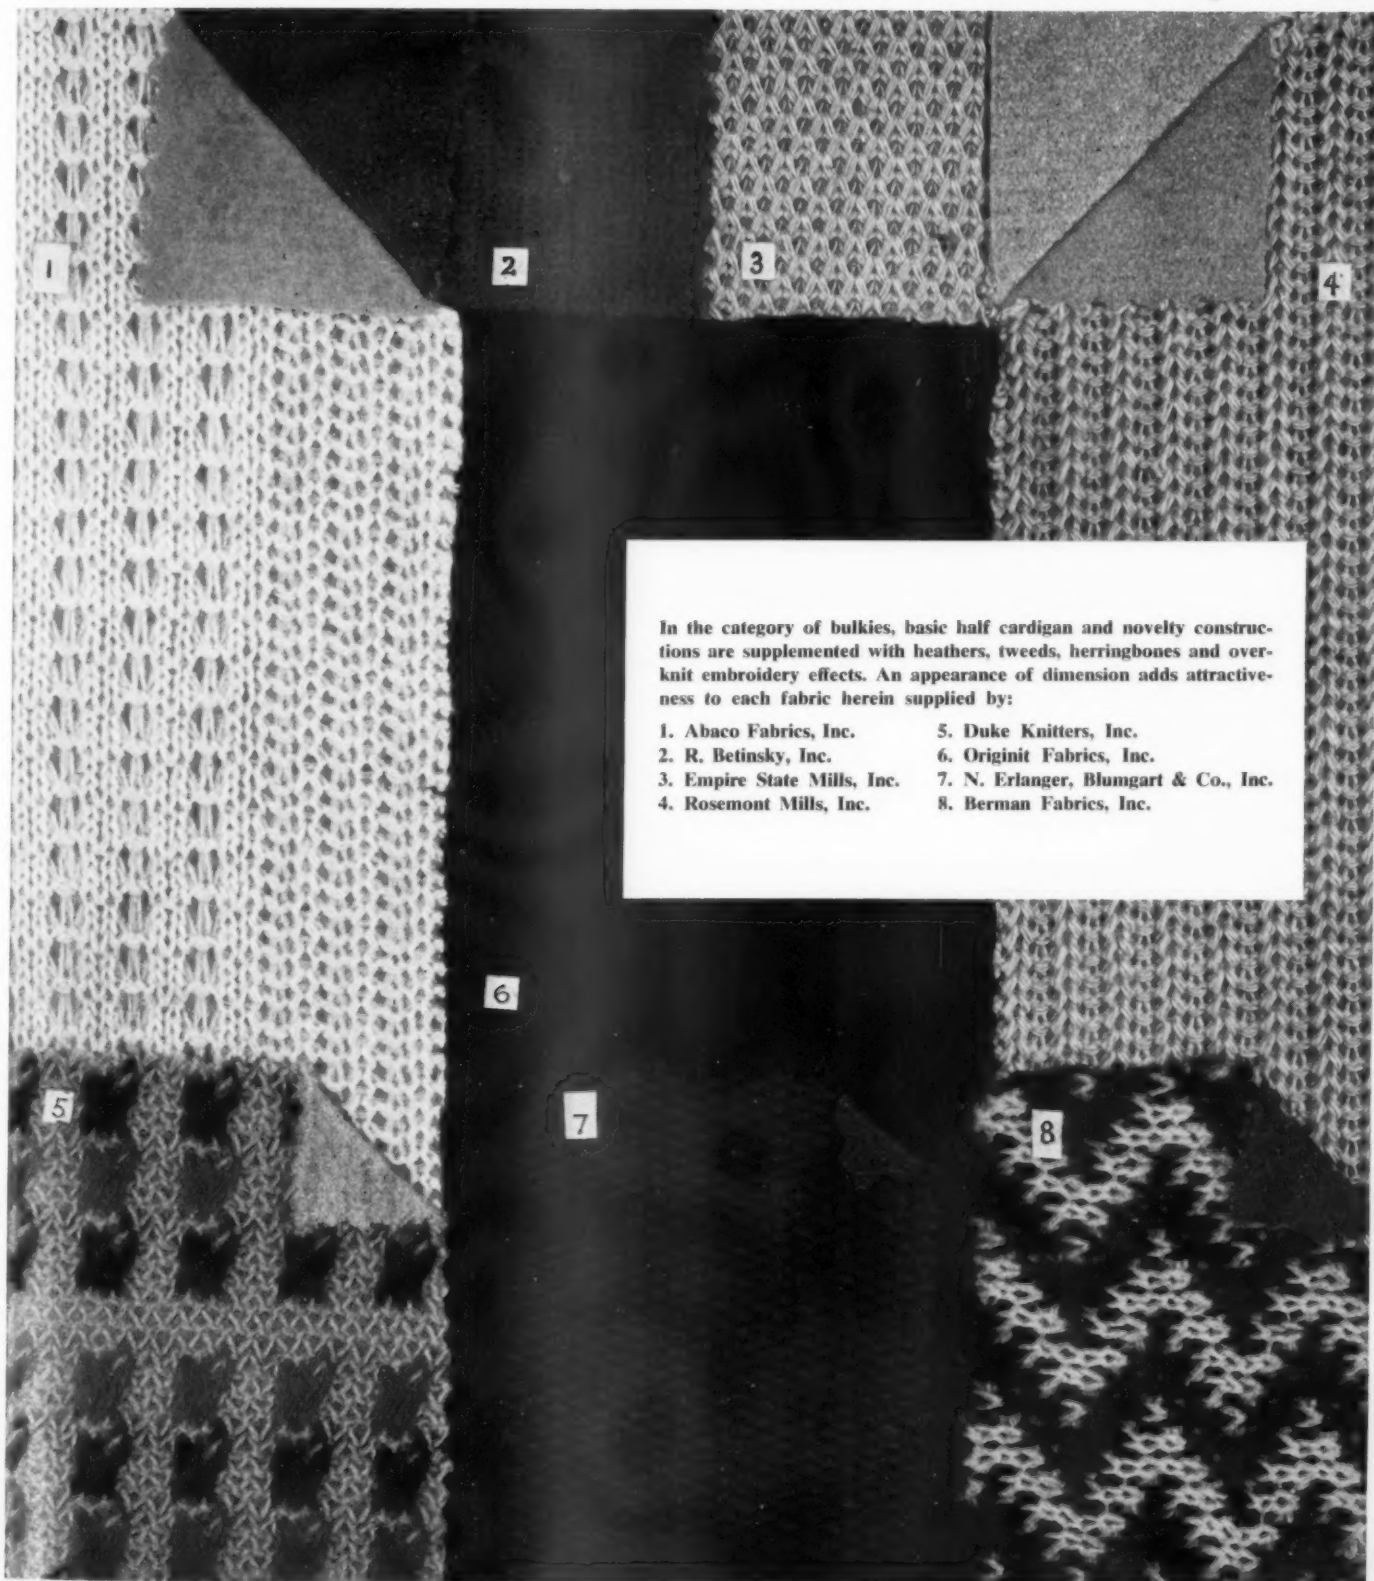 1
2
3
4
In the category of bulkies, basic half cardigan and novelty construc-
tions are supplemented with heathers, tweeds, herringbones and over-
knit embroidery effects. An appearance of dimension adds attractive-
ness to each fabric herein supplied by:
1. Abaco Fabrics, Inc.
2. R. Betinsky, Inc.
3. Empire State Mills, Inc.
4. Rosemont Mills, Inc.
5. Duke Knitters, Inc.
6. Originit Fabrics, Inc.
7. N. Erlanger, Blumgart & Co., Inc.
8. Berman Fabrics, Inc.
6
5
7
8